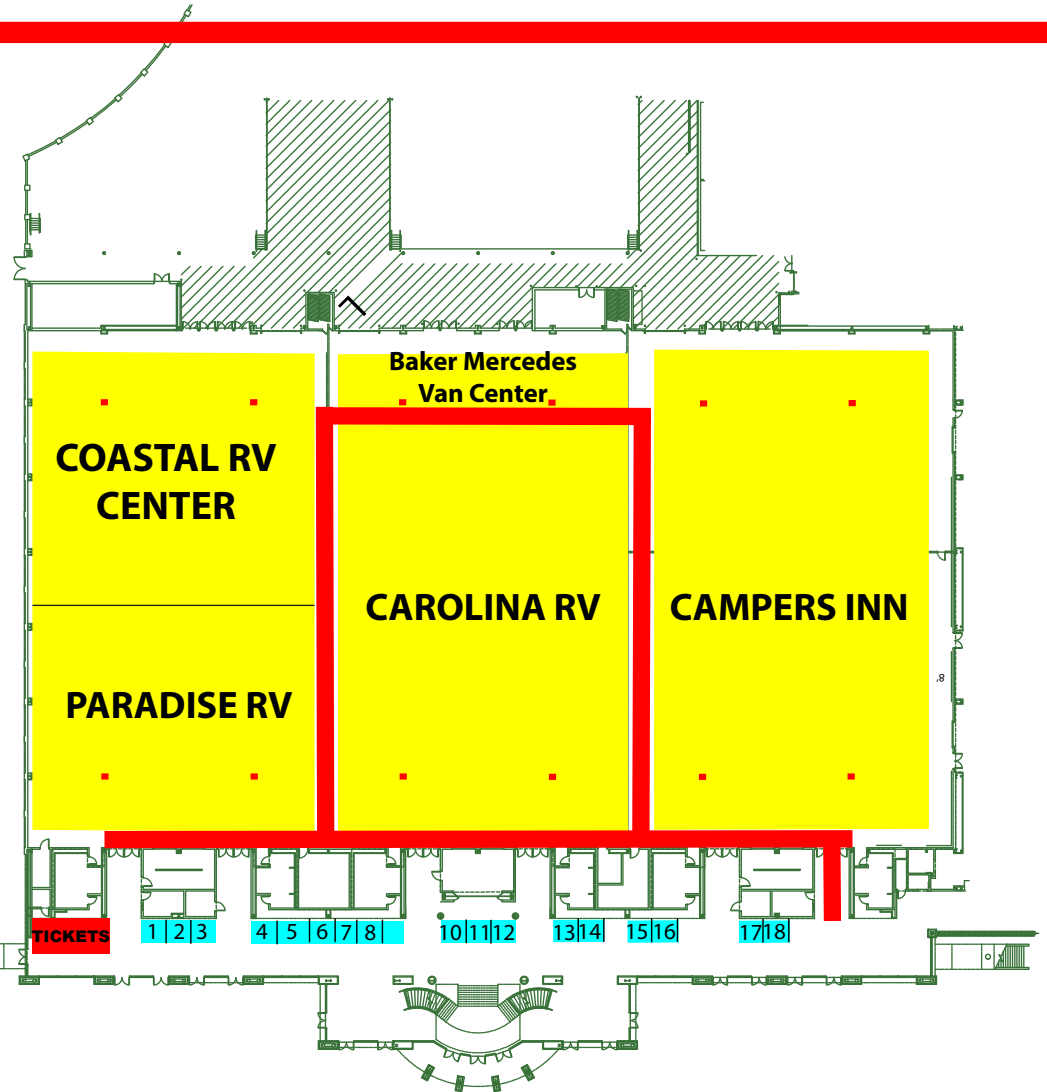 Baker Mercedes
Van Center
COASTAL RV
CENTER
CAROLINA RV
CAMPERS INN
PARADISE RV
8'
TICKETS
1 2 3 4 5 6 7 8 10 11 12 13 14 15 16 17 18